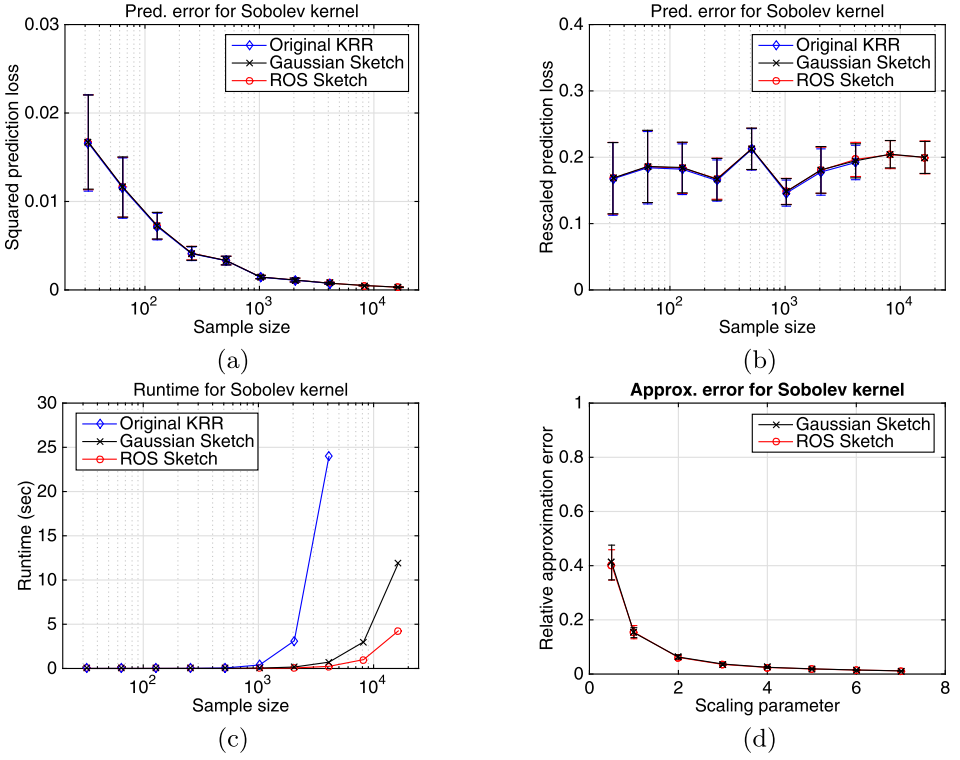 Pred. error for Sobolev kernel
0.03
0.02
0.01
0
Squared prediction loss
Original KRR
Gaussian Sketch
ROS Sketch
10^2
10^3
10^4
Sample size
(a)
Pred. error for Sobolev kernel
0.4
0.3
0.2
0.1
0
Rescaled prediction loss
Original KRR
Gaussian Sketch
ROS Sketch
10^2
10^3
10^4
Sample size
(b)
Runtime for Sobolev kernel
30
25
20
15
10
5
0
Runtime (sec)
Original KRR
Gaussian Sketch
ROS Sketch
10^2
10^3
10^4
Sample size
(c)
Approx. error for Sobolev kernel
1
0.8
0.6
0.4
0.2
0
Relative approximation error
Gaussian Sketch
ROS Sketch
0
2
4
6
8
Scaling parameter
(d)